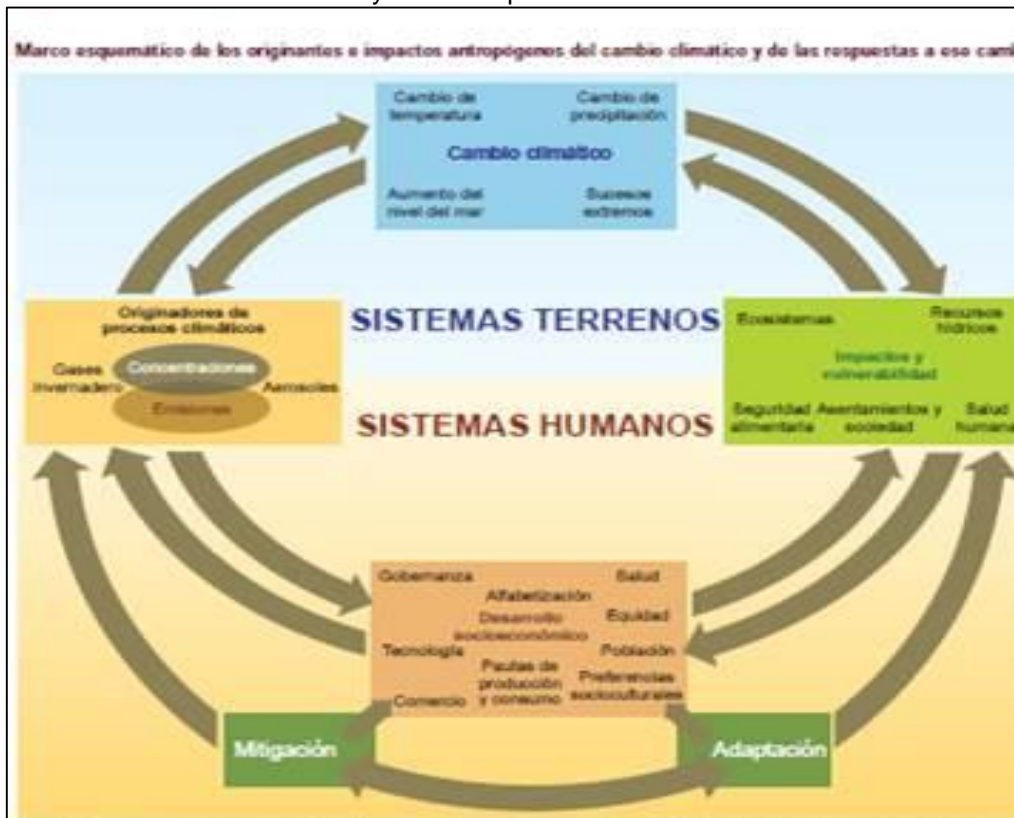 Marco esquemático de los originantes e impactos antropógenos del cambio climático y de las respuestas a ese camb
Cambio de temperatura
Cambio de precipitación
Cambio climático
Aumento del nivel del mar
Sucesos extremos
Originadores de procesos climáticos
Gases invernadero
Concentraciones
Aerosoles
Emisiones
SISTEMAS TERRENOS
SISTEMAS HUMANOS
Ecosistemas
Recursos hídricos
Impactos y vulnerabilidad
Seguridad alimentaria
Asentamientos y sociedad
Salud humana
Gobernanza
Salud
Alfabetización
Desarrollo socioeconómico
Equidad
Tecnología
Población
Pautas de producción y consumo
Preferencias socioculturales
Comercio
Mitigación
Adaptación